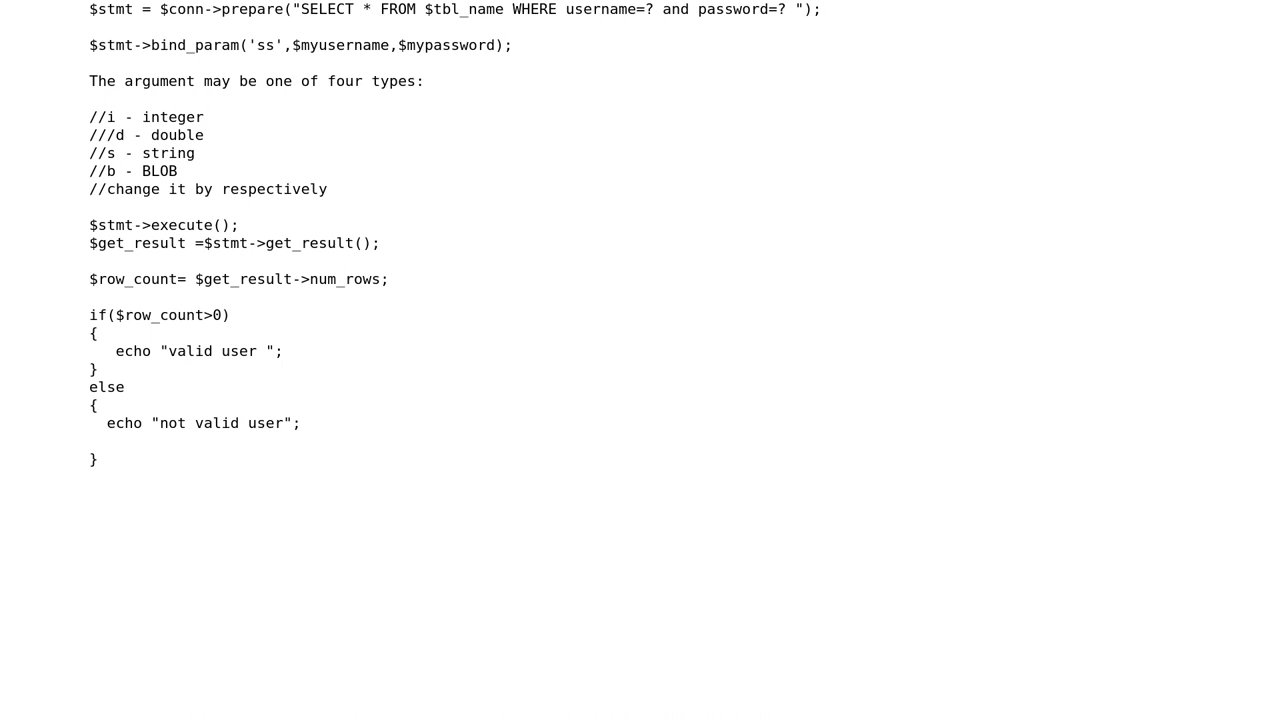 $stmt = $conn->prepare("SELECT * FROM $tbl_name WHERE username=? and password=? ");
$stmt->bind_param('ss',$myusername,$mypassword);
The argument may be one of four types:
//i - integer
///d - double
//s - string
//b - BLOB
//change it by respectively
$stmt->execute();
$get_result =$stmt->get_result();
$row_count= $get_result->num_rows;
if($row_count>0)
{
   echo "valid user ";
}
else
{
  echo "not valid user";
}